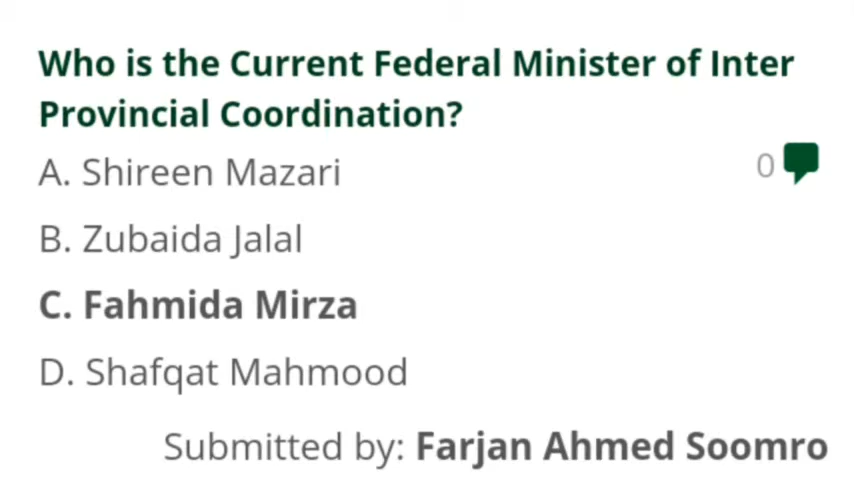 Who is the Current Federal Minister of Inter
Provincial Coordination?
A. Shireen Mazari
0
B. Zubaida Jalal
C. Fahmida Mirza
D. Shafqat Mahmood
Submitted by: Farjan Ahmed Soomro